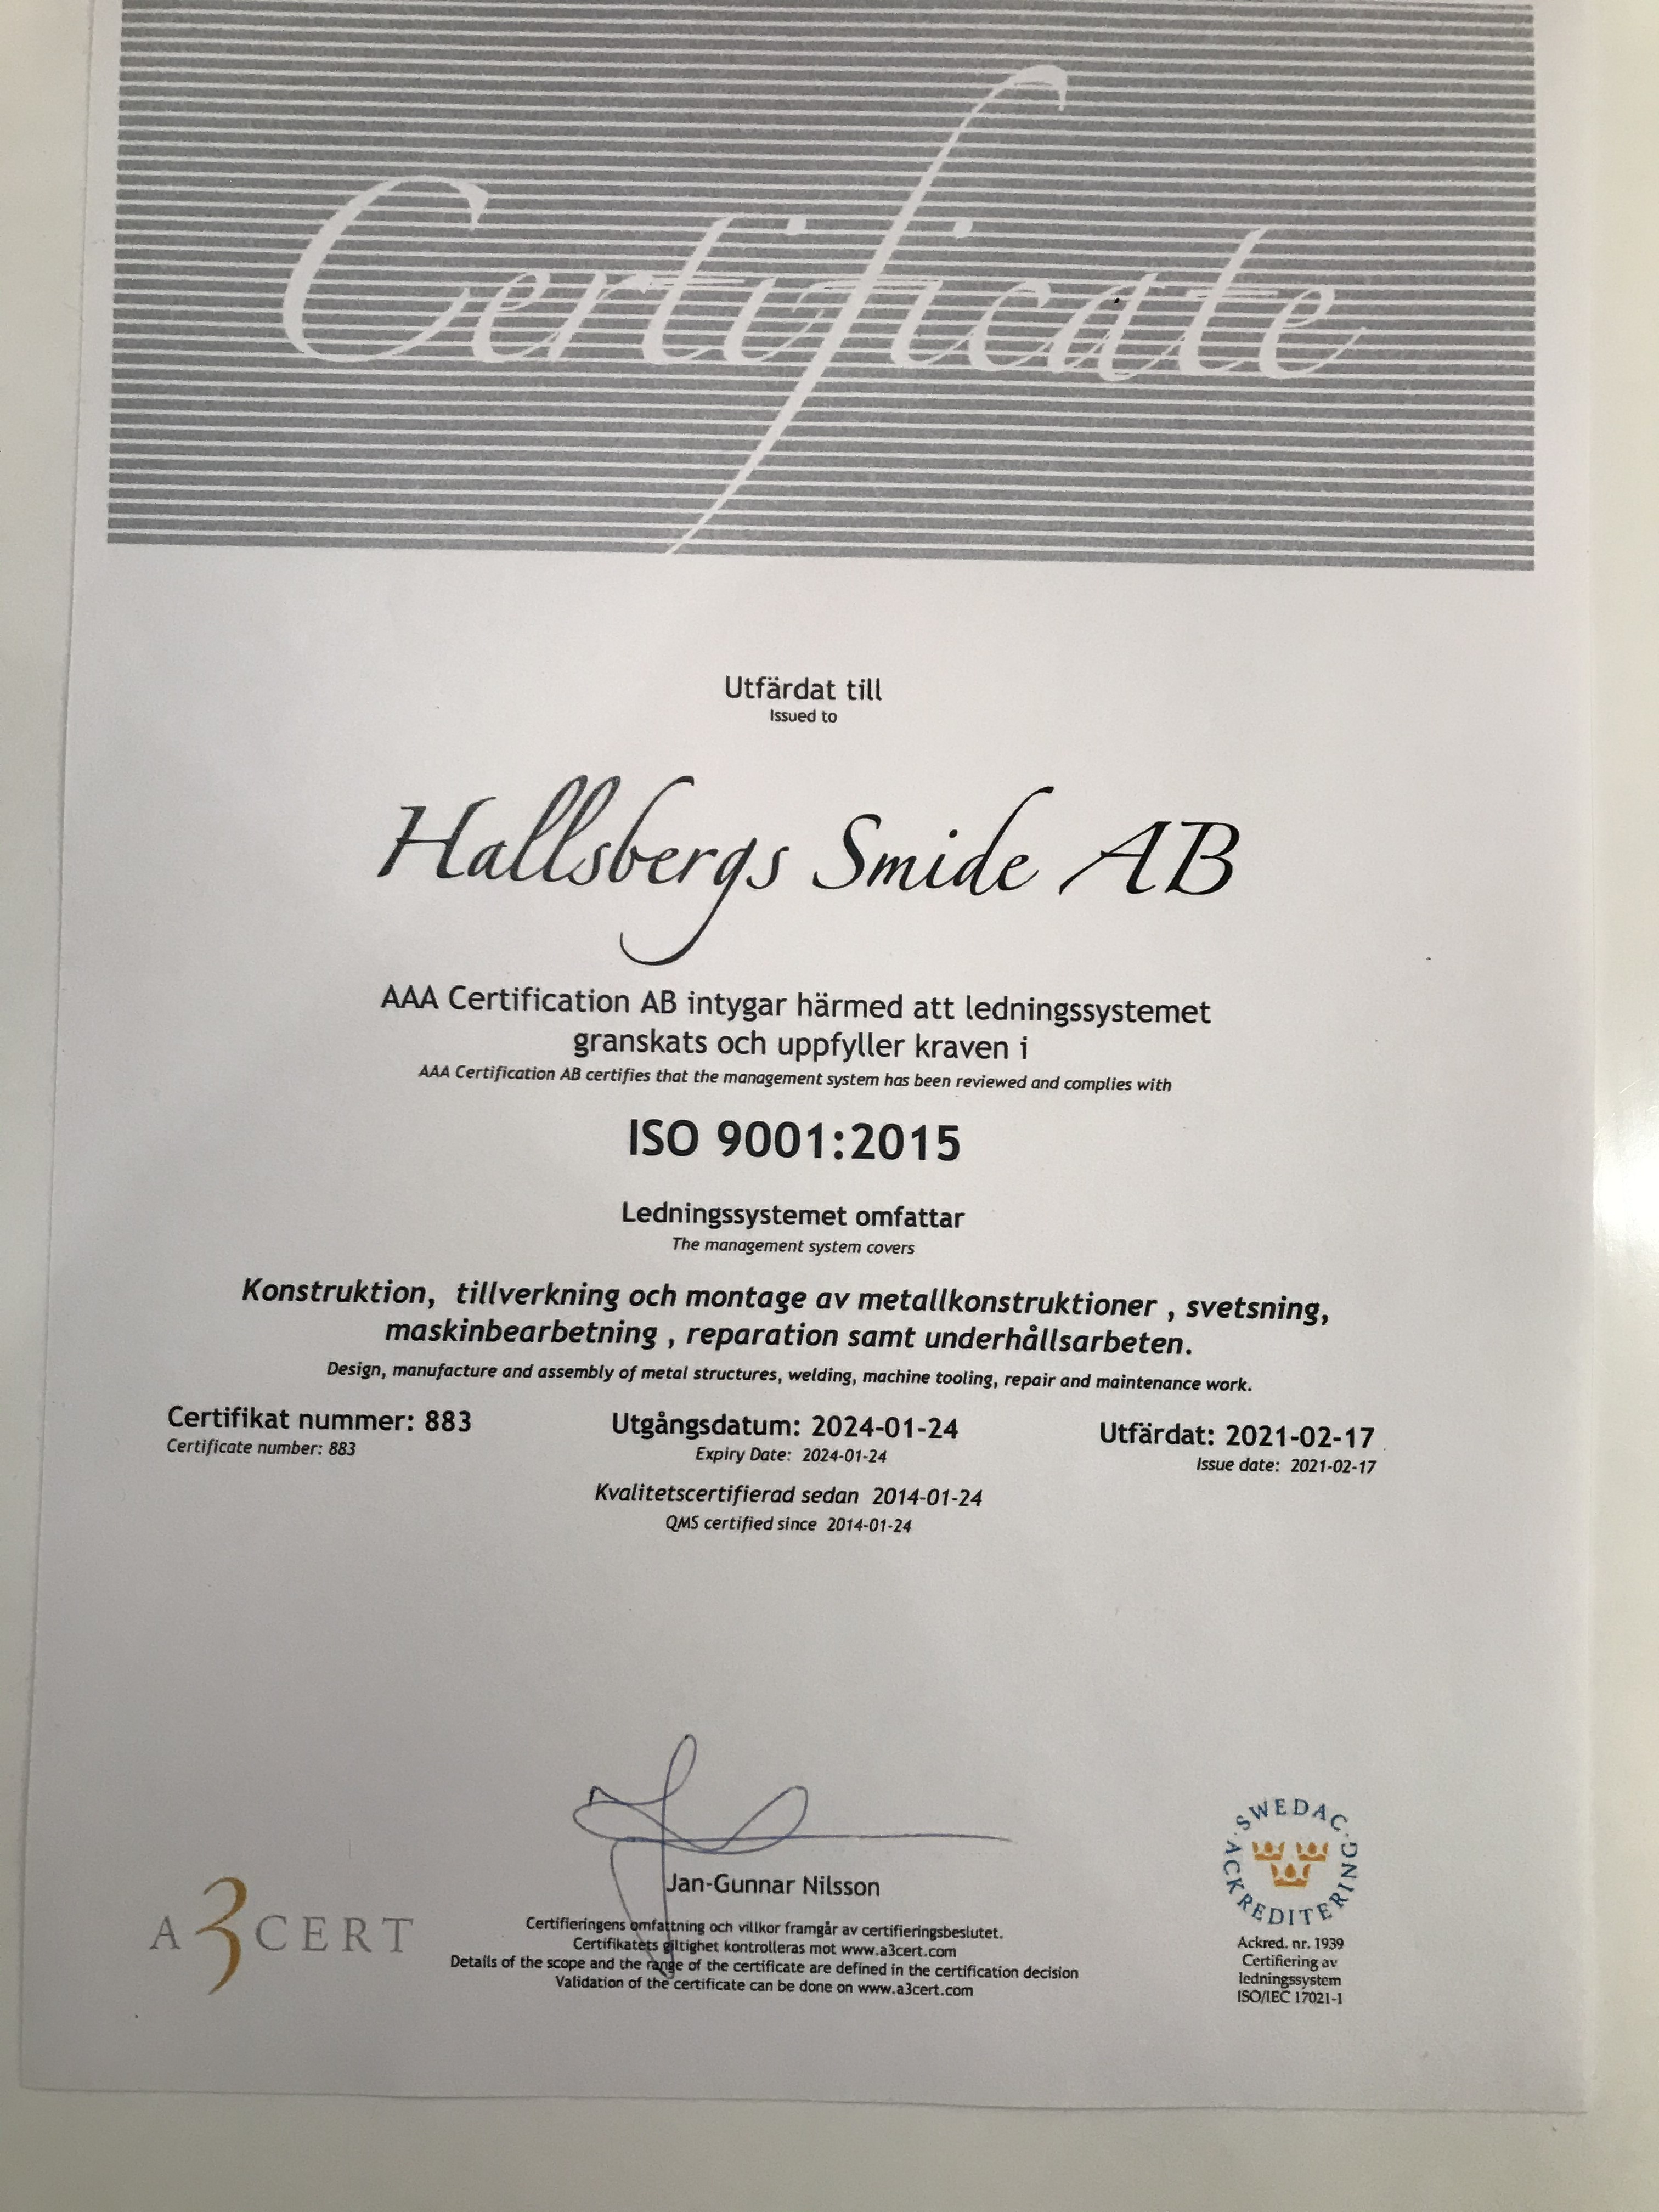 Certificate
Utfärdat till
Issued to
Hallsbergs Smide AB
AAA Certification AB intygar härmed att ledningssystemet
granskats och uppfyller kraven i
AAA Certification AB certifies that the management system has been reviewed and complies with
ISO 9001:2015
Ledningssystemet omfattar
The management system covers
Konstruktion, tillverkning och montage av metallkonstruktioner , svetsning,
maskinbearbetning , reparation samt underhållsarbeten.
Design, manufacture and assembly of metal structures, welding, machine tooling, repair and maintenance work.
Certifikat nummer: 883
Certificate number: 883
Utgångsdatum: 2024-01-24
Expiry Date: 2024-01-24
Utfärdat: 2021-02-17
Issue date: 2021-02-17
Kvalitetscertifierad sedan 2014-01-24
QMS certified since 2014-01-24
Jan-Gunnar Nilsson
Certifieringens omfattning och villkor framgår av certifieringsbeslutet.
Certifikatets giltighet kontrolleras mot www.a3cert.com
Details of the scope and the range of the certificate are defined in the certification decision
Validation of the certificate can be done on www.a3cert.com
A3CERT
SWEDAC
ACKREDITERING
Ackred. nr. 1939
Certifiering av
ledningssystem
ISO/IEC 17021-1